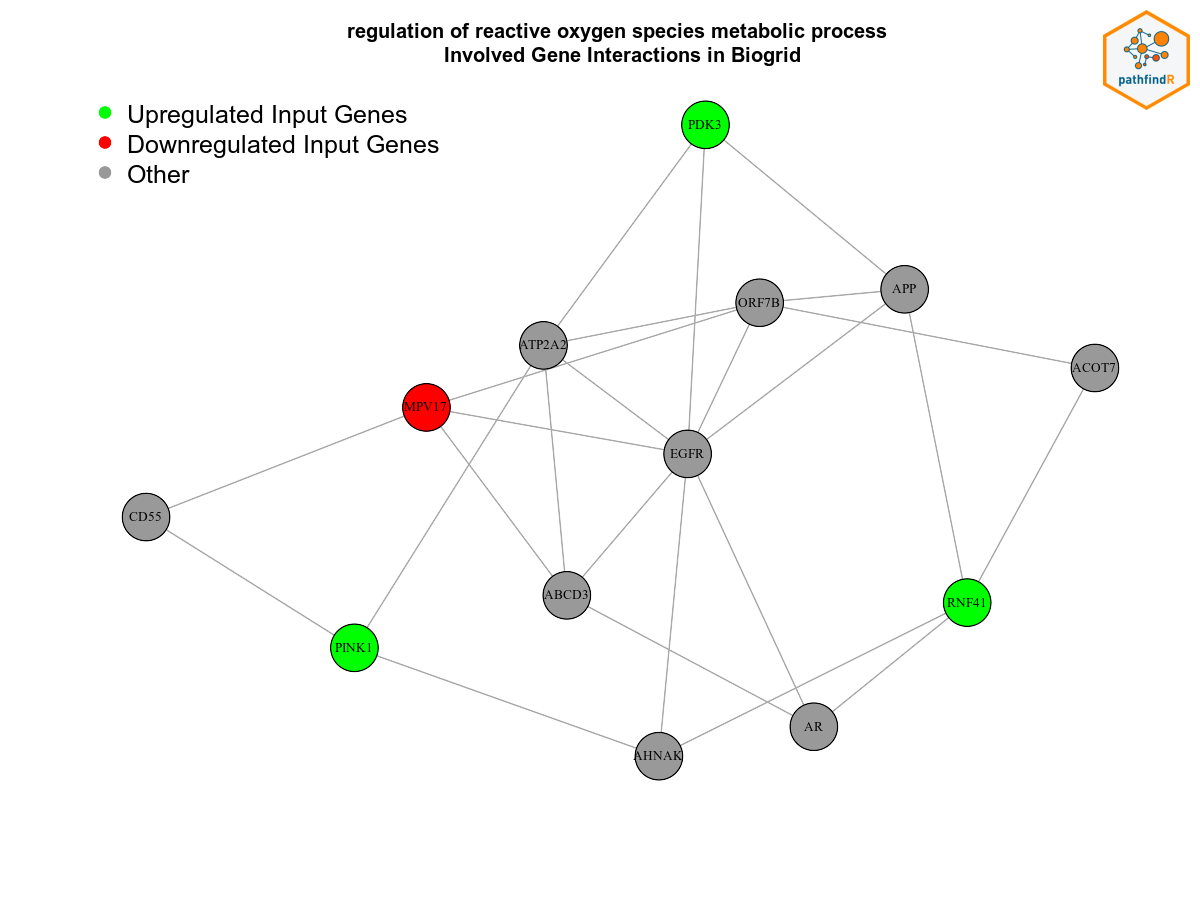 regulation of reactive oxygen species metabolic process
Involved Gene Interactions in Biogrid
pathfindR
Upregulated Input Genes
Downregulated Input Genes
Other
PDK3
APP
ORF7B
ATP2A2
ACOT7
MPV17
EGFR
CD55
ABCD3
RNF41
PINK1
AR
AHNAK